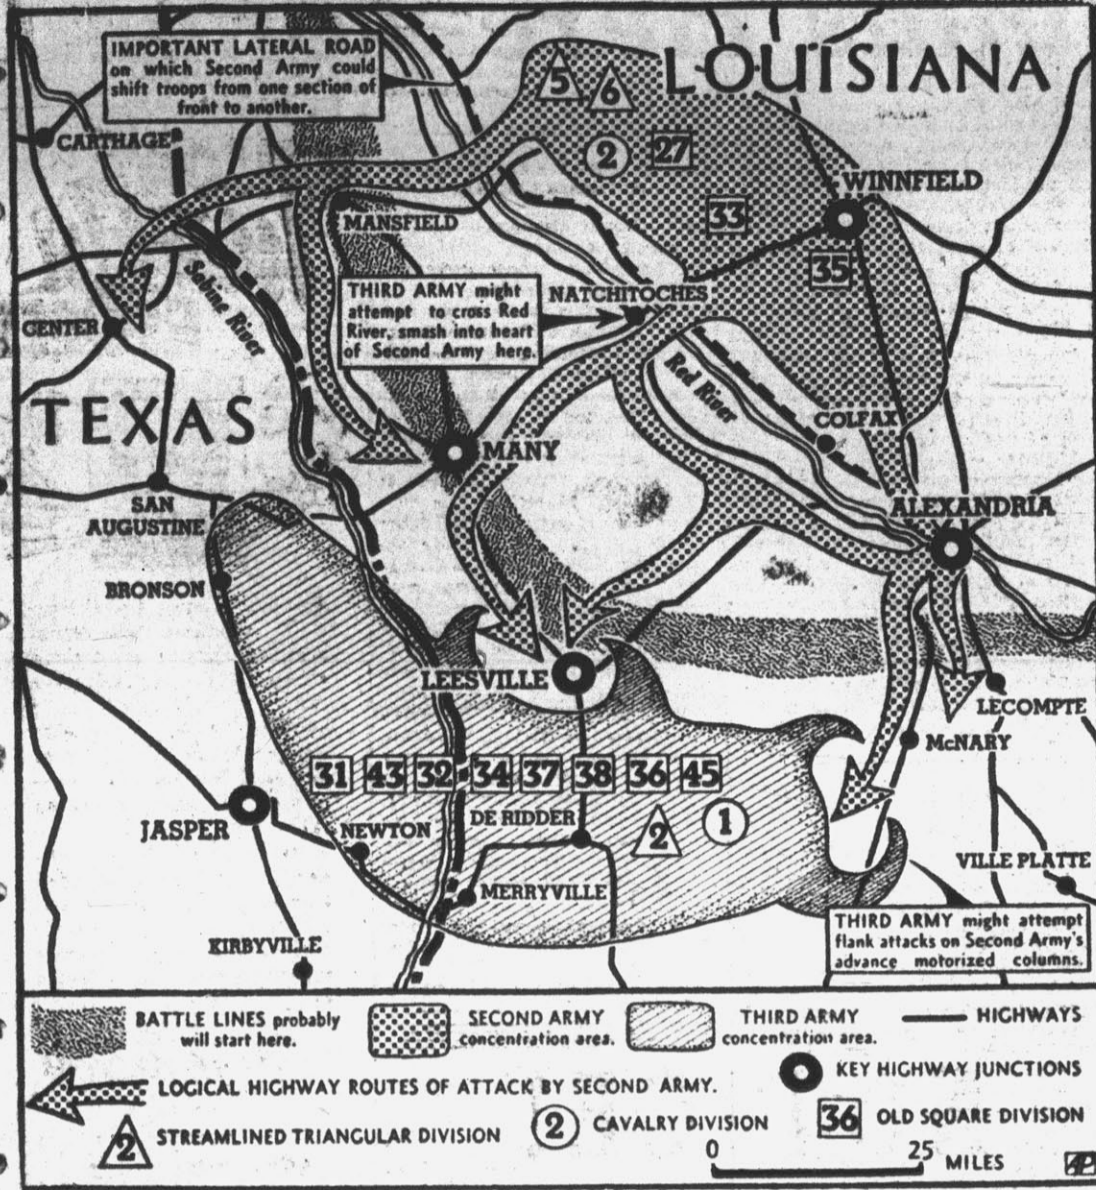 IMPORTANT LATERAL ROAD
on which Second Army could
shift troops from one section of
front to another.
LOUISIANA
5
6
2
27
CARTHAGE
WINNFIELD
33
MANSFIELD
35
Sabine River
THIRD ARMY might
attempt to cross Red
River, smash into heart
of Second Army here.
NATCHITOCHES
CENTER
Red River
TEXAS
COLFAX
MANY
SAN
AUGUSTINE
ALEXANDRIA
BRONSON
LEESVILLE
LECOMPTE
McNARY
31 43 32 34 37 38 36 45
JASPER
NEWTON
DE RIDDER
2
1
MERRYVILLE
VILLE PLATTE
KIRBYVILLE
THIRD ARMY might attempt
flank attacks on Second Army's
advance motorized columns.
BATTLE LINES probably
will start here.
SECOND ARMY
concentration area.
THIRD ARMY
concentration area.
HIGHWAYS
LOGICAL HIGHWAY ROUTES OF ATTACK BY SECOND ARMY.
KEY HIGHWAY JUNCTIONS
2 STREAMLINED TRIANGULAR DIVISION
2 CAVALRY DIVISION
36 OLD SQUARE DIVISION
0 25 MILES
AP